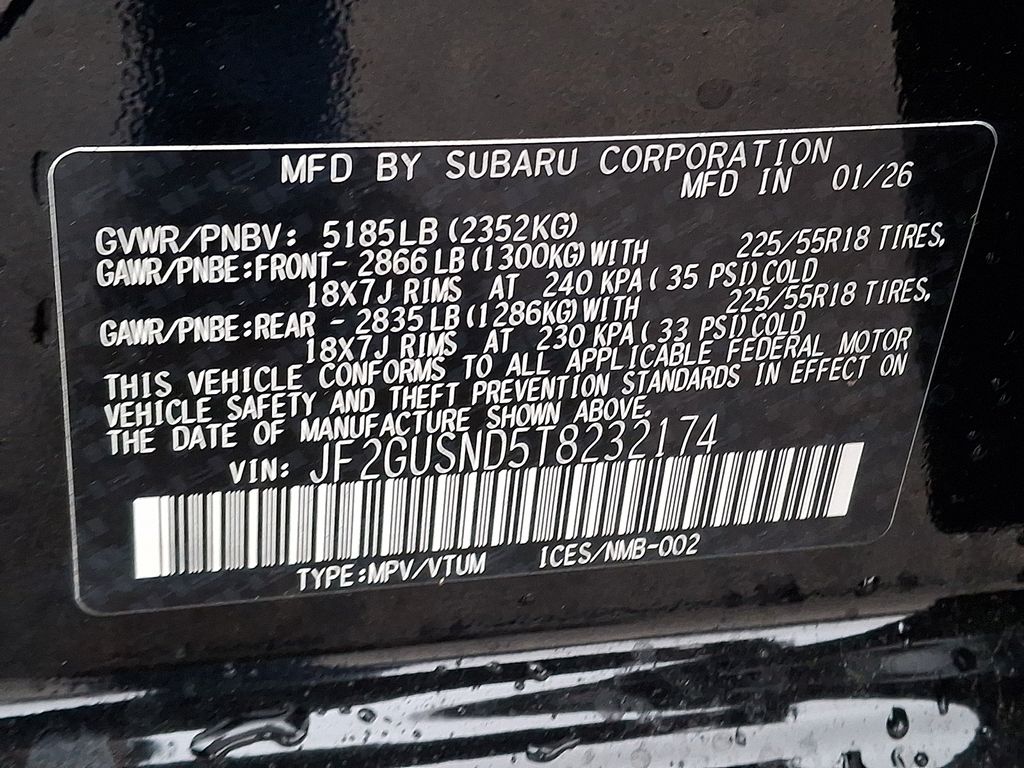 MFD BY SUBARU CORPORATION
MFD IN 01/26
GVWR/PNBV: 5185LB (2352KG)
GAWR/PNBE:FRONT- 2866 LB (1300KG) WITH 225/55R18 TIRES,
18X7J RIMS AT 240 KPA ( 35 PSI) COLD
GAWR/PNBE:REAR - 2835 LB (1286KG) WITH 225/55R18 TIRES,
18X7J RIMS AT 230 KPA ( 33 PSI) COLD
THIS VEHICLE CONFORMS TO ALL APPLICABLE FEDERAL MOTOR
VEHICLE SAFETY AND THEFT PREVENTION STANDARDS IN EFFECT ON
THE DATE OF MANUFACTURE SHOWN ABOVE.
VIN: JF2GUSND5T8232174
TYPE:MPV/VTUM ICES/NMB-002